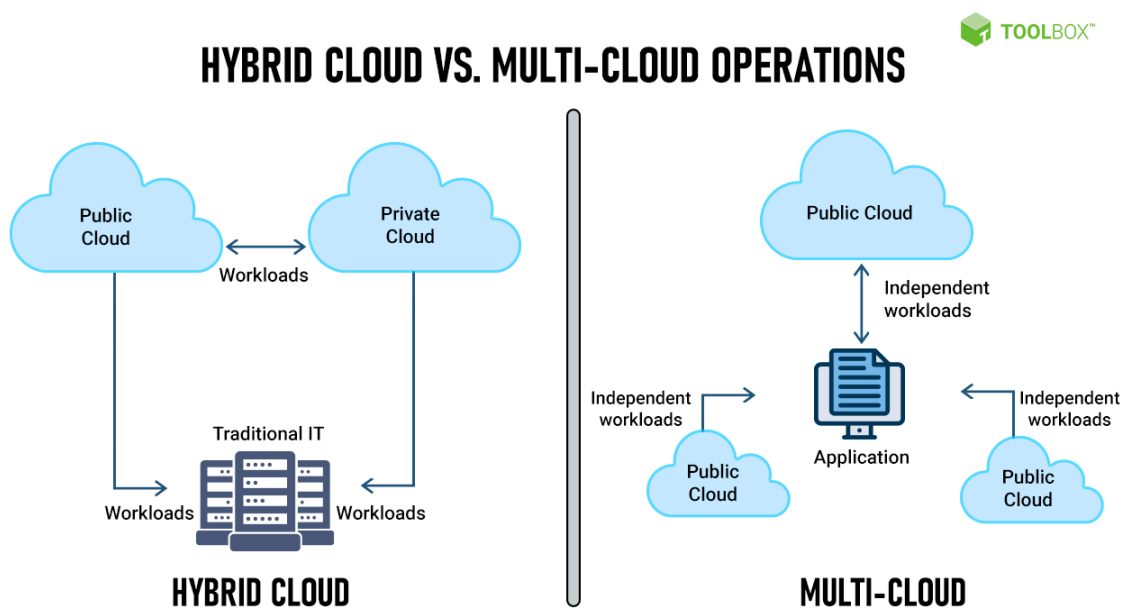 TOOLBOX™
HYBRID CLOUD VS. MULTI-CLOUD OPERATIONS
Public
Cloud
Private
Cloud
Workloads
Traditional IT
Workloads
Workloads
HYBRID CLOUD
Public Cloud
Independent
workloads
Independent
workloads
Independent
workloads
Application
Public
Cloud
Public
Cloud
MULTI-CLOUD